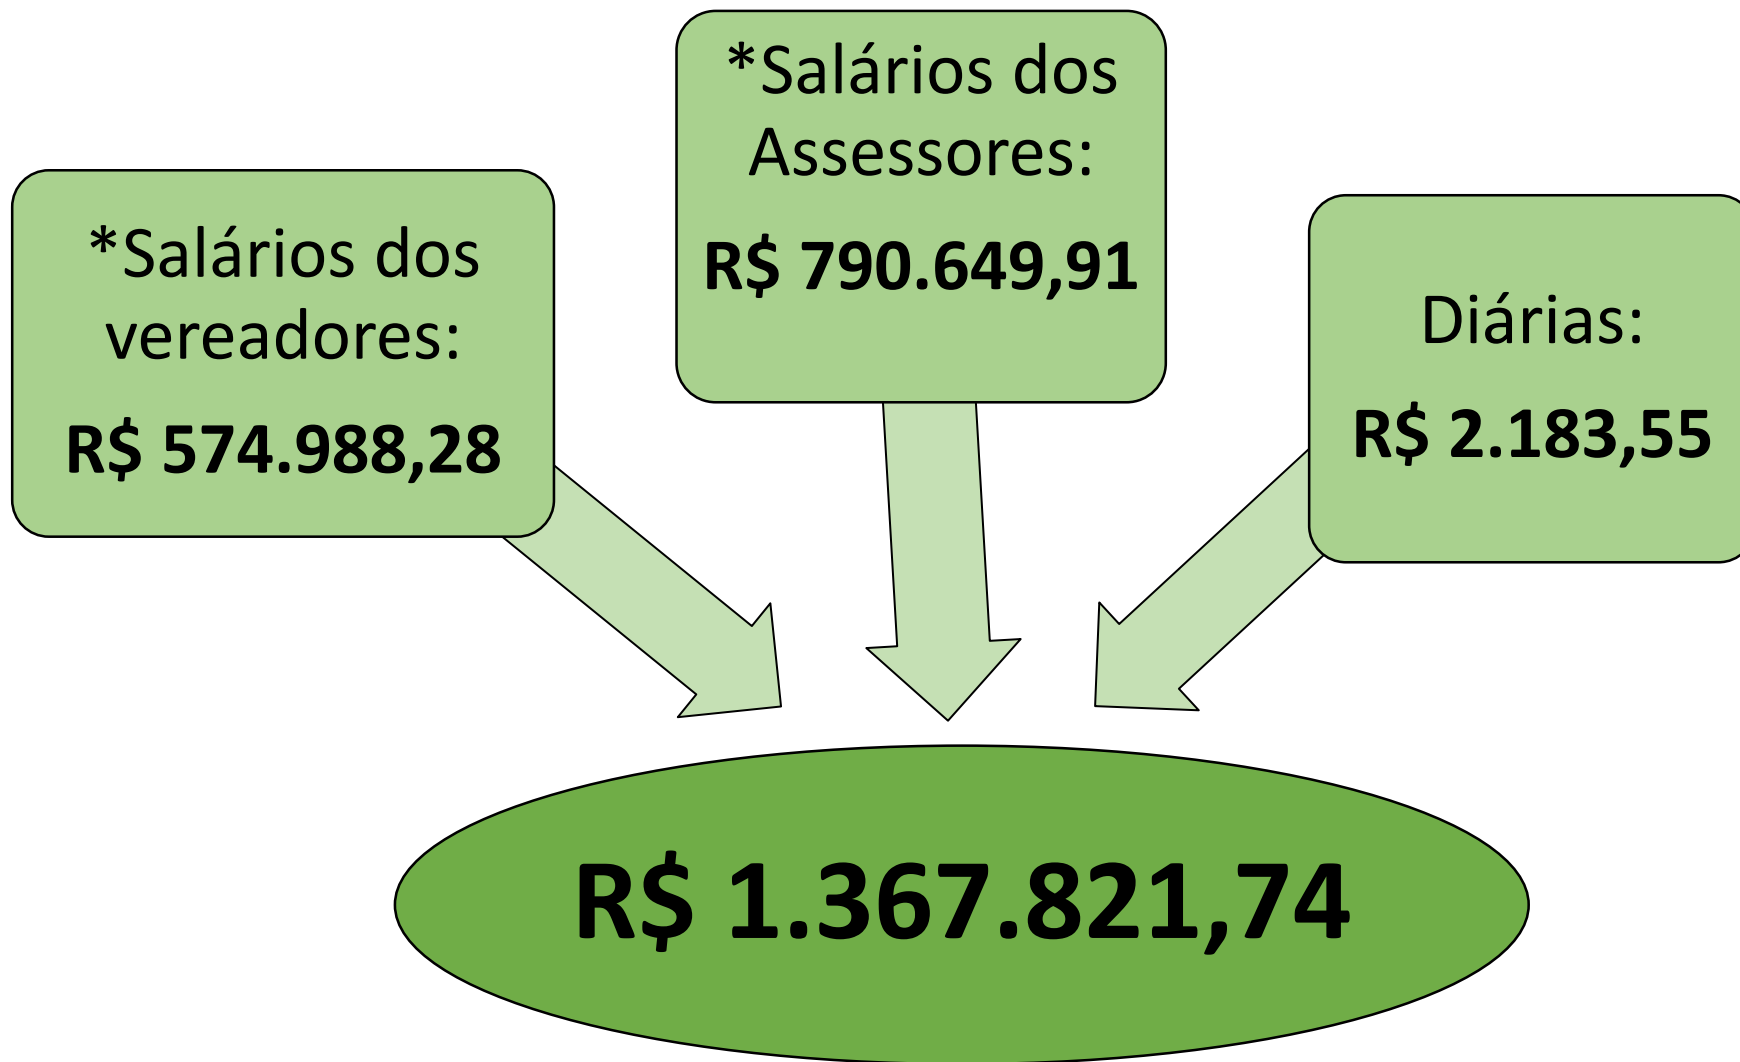 *Salários dos
vereadores:
R$ 574.988,28
*Salários dos
Assessores:
R$ 790.649,91
Diárias:
R$ 2.183,55
R$ 1.367.821,74